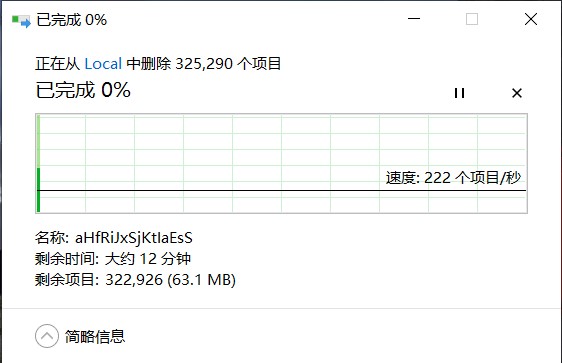 已完成 0%
正在从 Local 中删除 325,290 个项目
已完成 0%
速度: 222 个项目/秒
名称: aHfRiJxSjKtIaEsS
剩余时间: 大约 12 分钟
剩余项目: 322,926 (63.1 MB)
简略信息